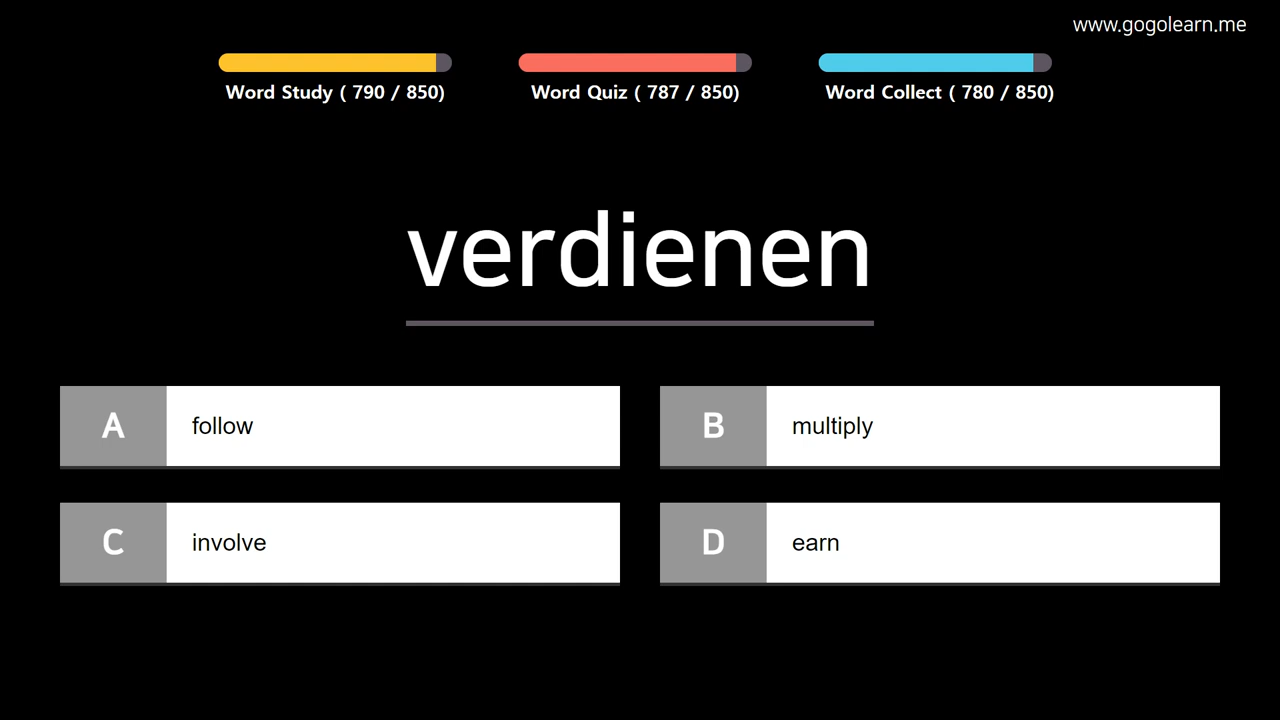 www.gogolearn.me
Word Study ( 790 / 850)
Word Quiz ( 787 / 850)
Word Collect ( 780 / 850)
verdienen
A follow
B multiply
C involve
D earn